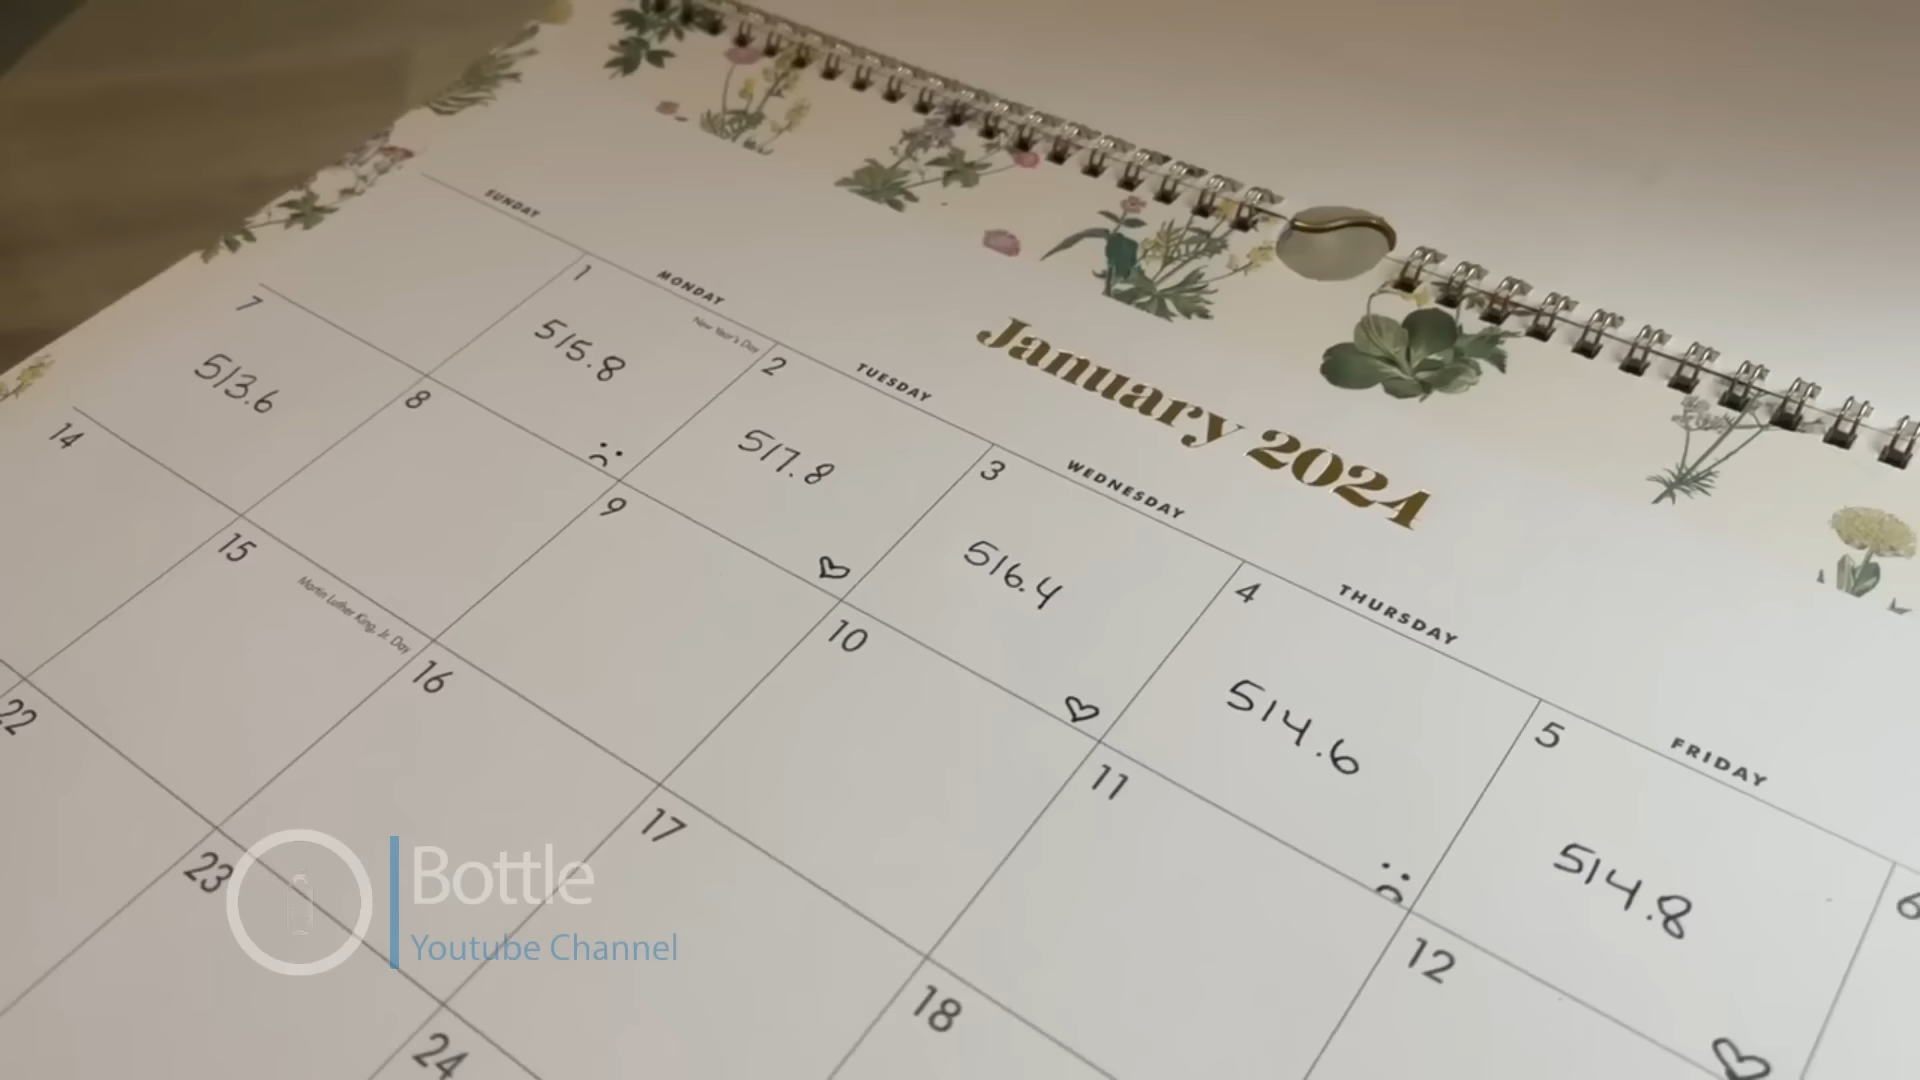 January 2024
SUNDAY
MONDAY
TUESDAY
WEDNESDAY
THURSDAY
FRIDAY
1
New Year's Day
515.8
2
517.8
3
516.4
4
514.6
5
514.8
6
7
513.6
8
9
10
11
12
14
15
Martin Luther King, Jr. Day
16
17
18
22
23
24
Bottle
Youtube Channel